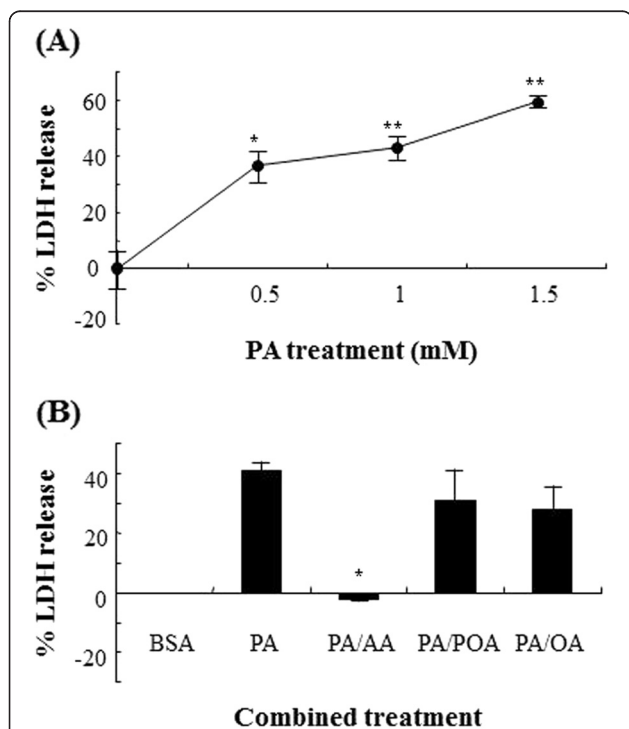 (A)
% LDH release
60
40
20
0
-20
*
**
**
0.5 1 1.5
PA treatment (mM)
(B)
% LDH release
40
20
0
-20
*
BSA PA PA/AA PA/POA PA/OA
Combined treatment